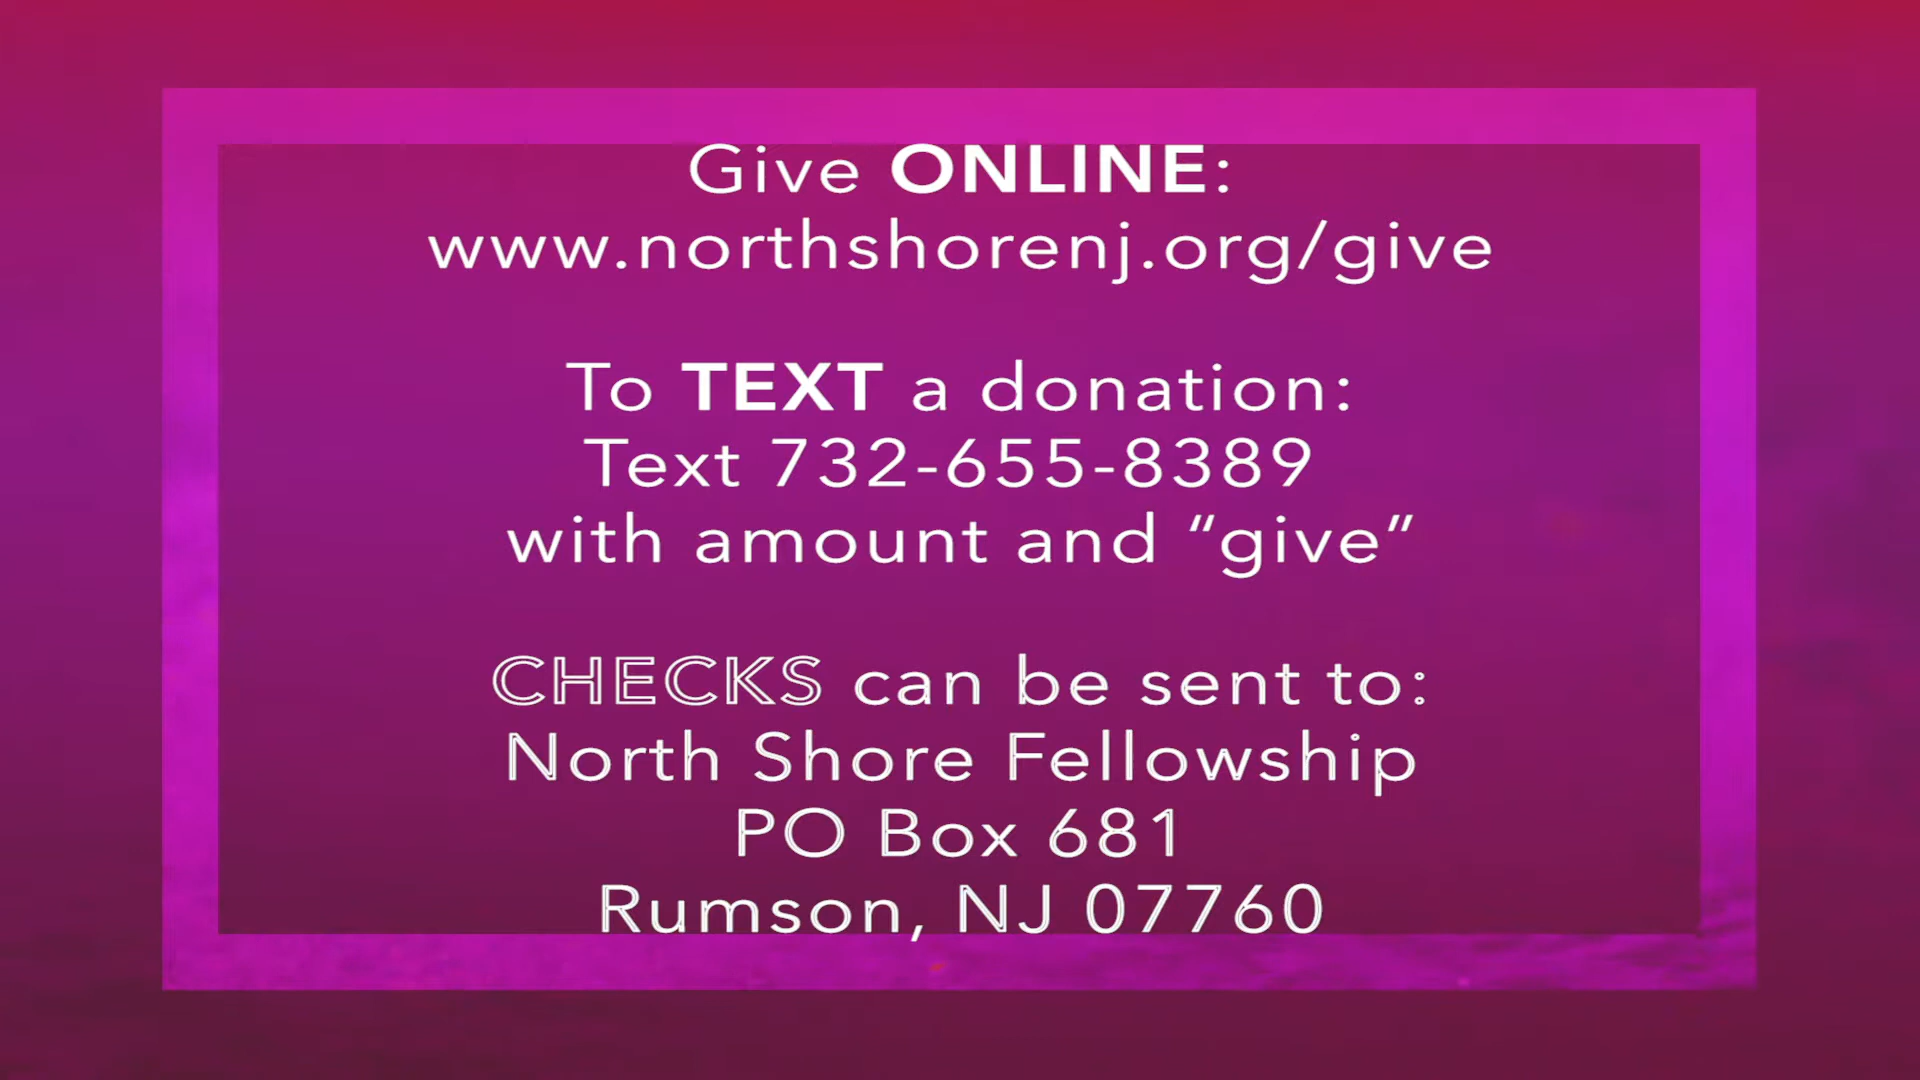 Give ONLINE:
www.northshorenj.org/give
To TEXT a donation:
Text 732-655-8389
with amount and “give”
CHECKS can be sent to:
North Shore Fellowship
PO Box 681
Rumson, NJ 07760